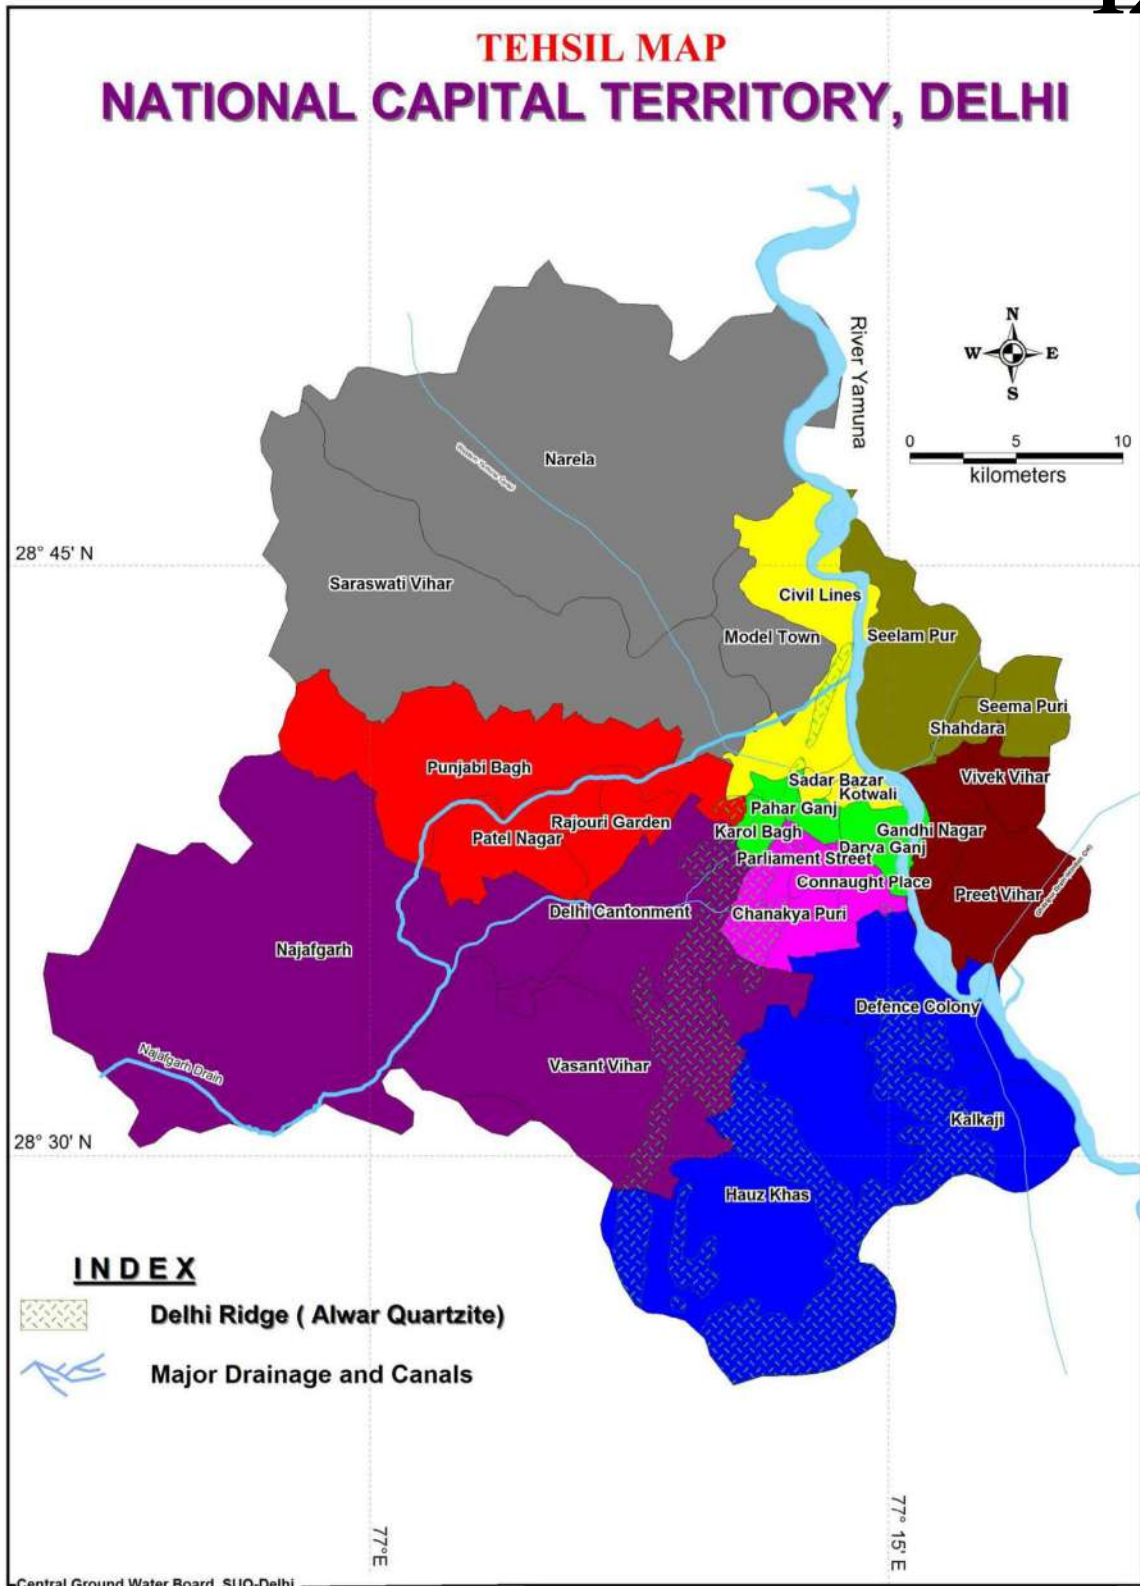 TEHSIL MAP
NATIONAL CAPITAL TERRITORY, DELHI
N
W E
S
River Yamuna
0 5 10
kilometers
Narela
28° 45' N
Saraswati Vihar
Civil Lines
Model Town
Seelam Pur
Seema Puri
Shahdara
Punjabi Bagh
Vivek Vihar
Sadar Bazar
Kotwali
Pahar Ganj
Rajouri Garden
Karol Bagh
Gandhi Nagar
Patel Nagar
Darya Ganj
Parliament Street
Connaught Place
Preet Vihar
Delhi Cantonment
Chanakya Puri
Najafgarh
Defence Colony
Najafgarh Drain
Vasant Vihar
Kalkaji
28° 30' N
Hauz Khas
INDEX
Delhi Ridge ( Alwar Quartzite)
Major Drainage and Canals
77°E
77° 15' E
Central Ground Water Board, SUO-Delhi